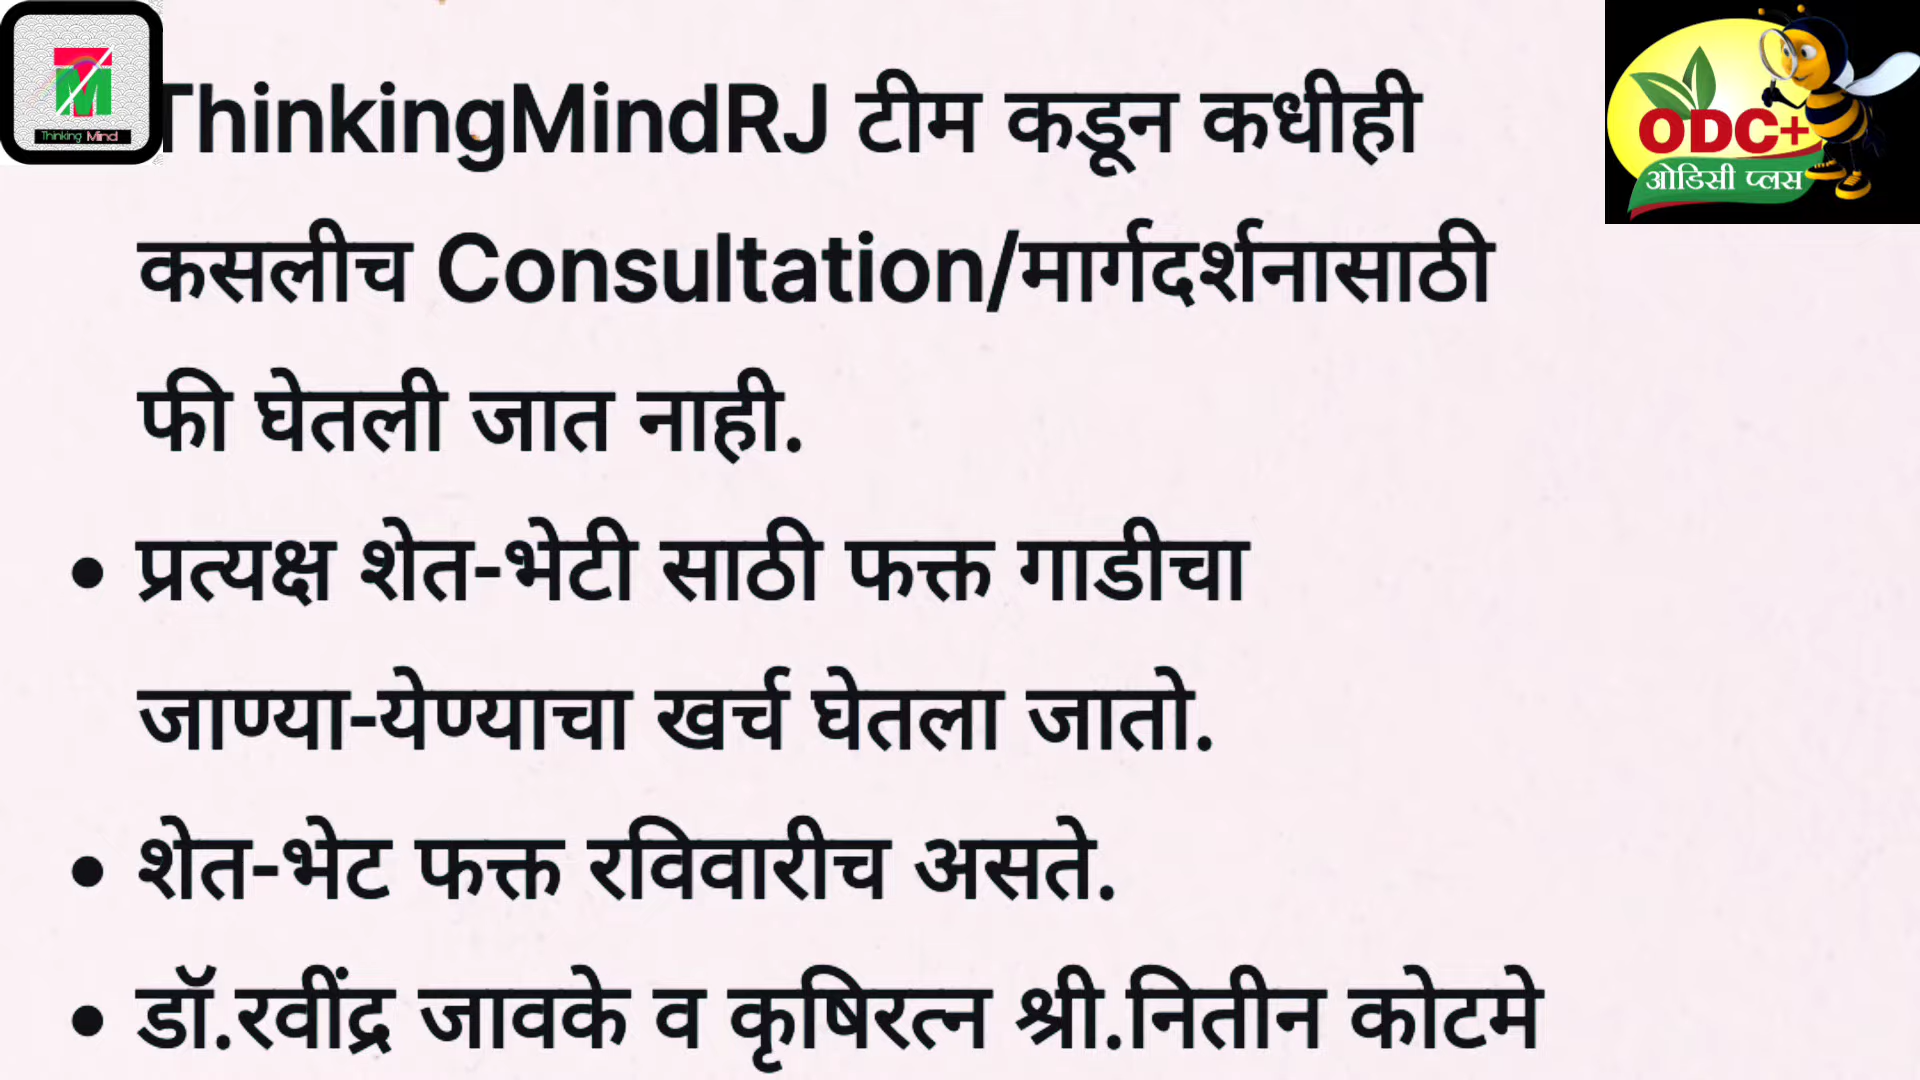 TM
Thinking Mind
ODC+
ओडिसी प्लस
ThinkingMindRJ टीम कडून कधीही
कसलीच Consultation/मार्गदर्शनासाठी
फी घेतली जात नाही.
• प्रत्यक्ष शेत-भेटी साठी फक्त गाडीचा
जाण्या-येण्याचा खर्च घेतला जातो.
• शेत-भेट फक्त रविवारीच असते.
• डॉ.रवींद्र जावके व कृषिरत्न श्री.नितीन कोटमे